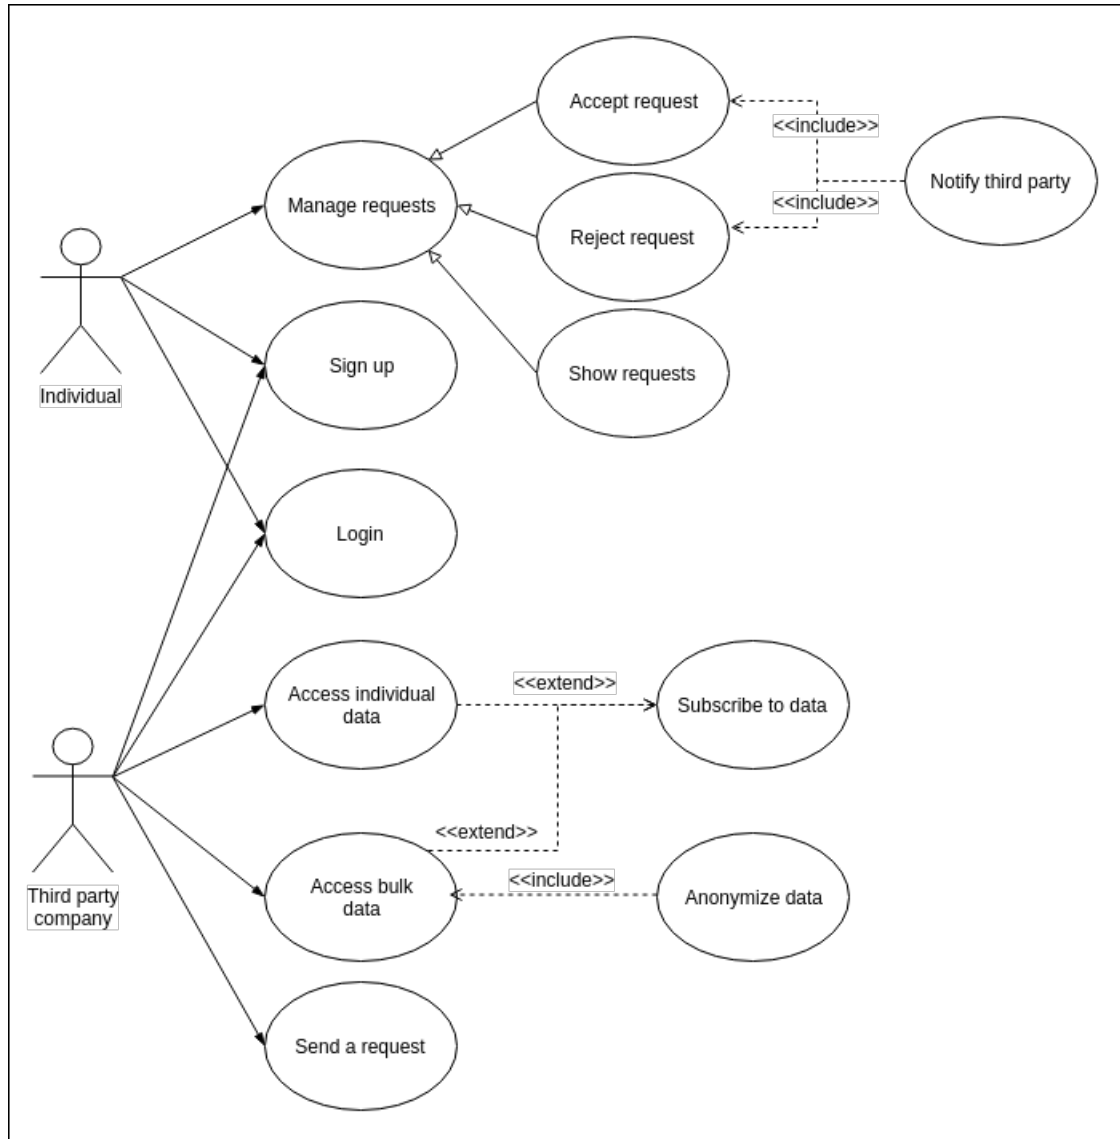 Accept request
<<include>>
Notify third party
Manage requests
<<include>>
Reject request
Individual
Sign up
Show requests
Login
Access individual
data
<<extend>>
Subscribe to data
<<extend>>
Third party
company
Access bulk
data
<<include>>
Anonymize data
Send a request